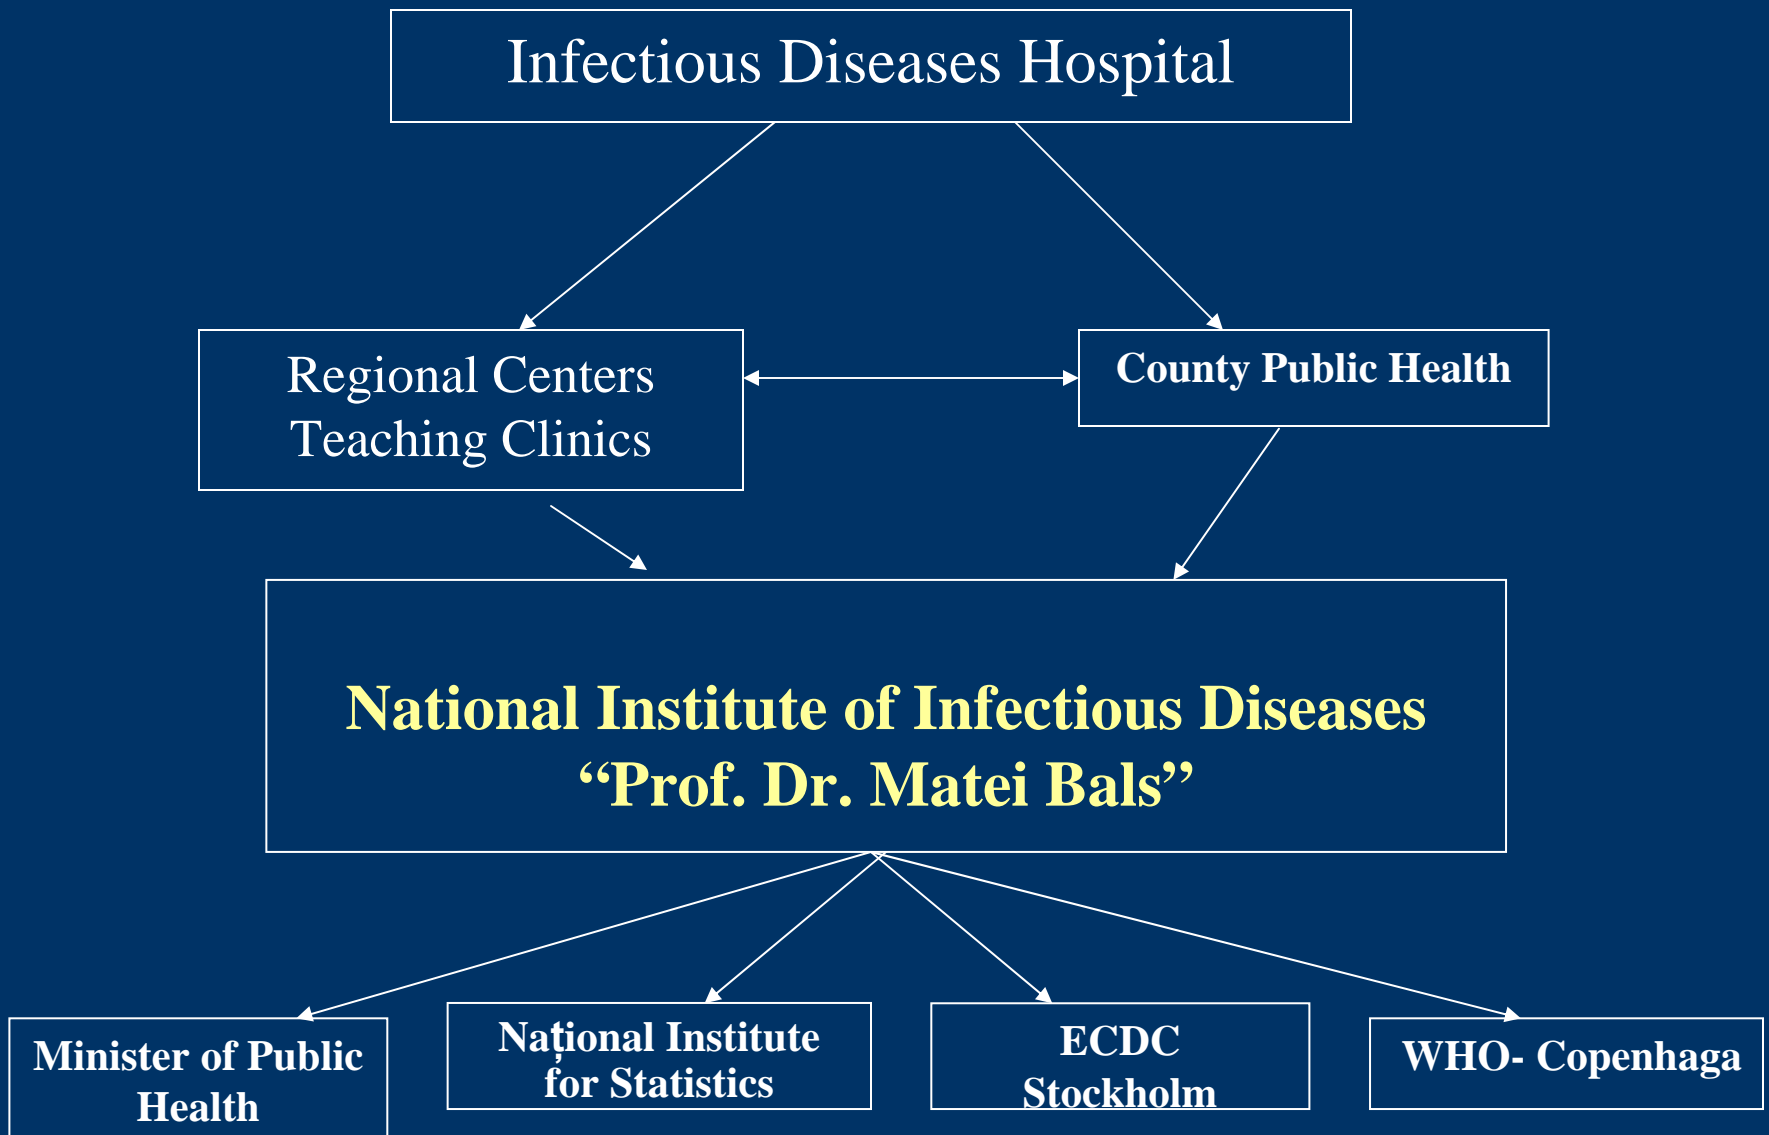 Infectious Diseases Hospital
Regional Centers
Teaching Clinics
County Public Health
National Institute of Infectious Diseases
“Prof. Dr. Matei Bals”
Minister of Public
Health
Național Institute
for Statistics
ECDC
Stockholm
WHO- Copenhaga